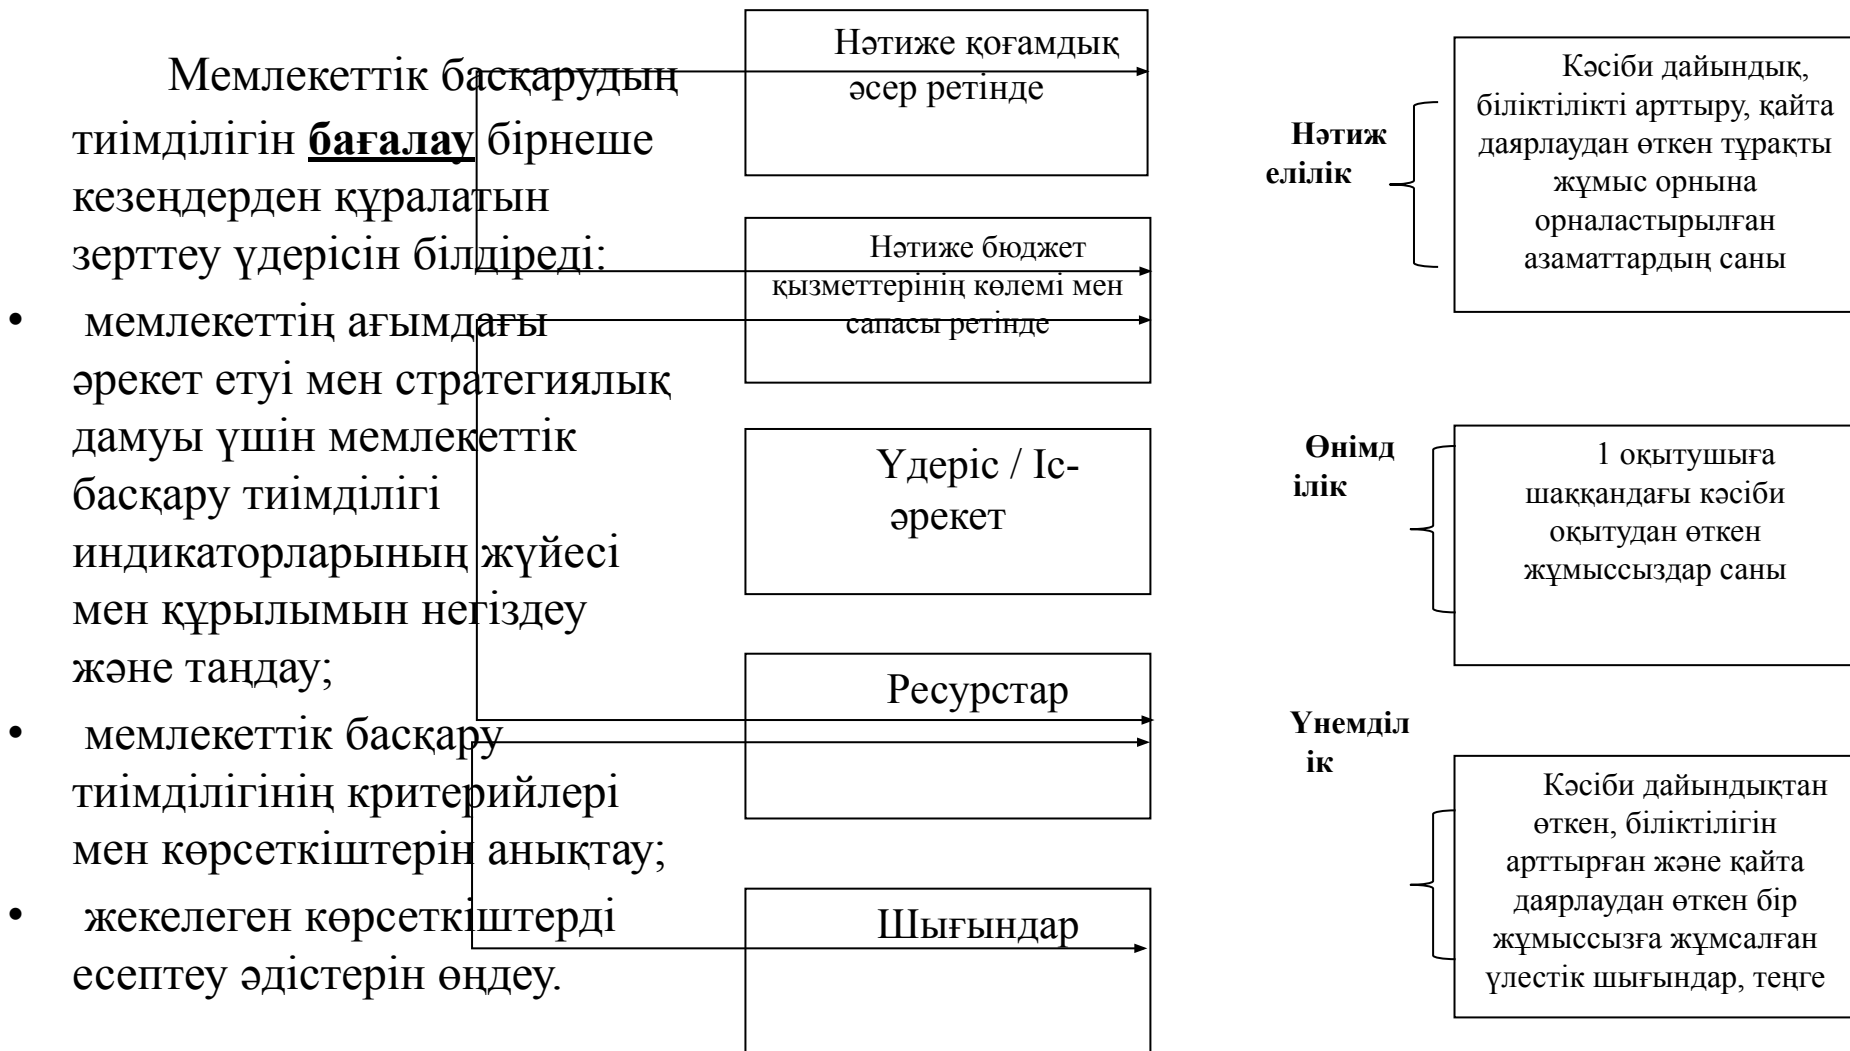 Мемлекеттік басқарудың
тиімділігін бағалау бірнеше
кезеңдерден құралатын
зерттеу үдерісін білдіреді:
• мемлекеттің ағымдағы
әрекет етуі мен стратегиялық
дамуы үшін мемлекеттік
басқару тиімділігі
индикаторларының жүйесі
мен құрылымын негіздеу
және таңдау;
• мемлекеттік басқару
тиімділігінің критерийлері
мен көрсеткіштерін анықтау;
• жекелеген көрсеткіштерді
есептеу әдістерін өңдеу.
Нәтиже қоғамдық
әсер ретінде
Нәтиже бюджет
қызметтерінің көлемі мен
сапасы ретінде
Үдеріс / Іс-
әрекет
Ресурстар
Шығындар
Нәтиж
елілік
Кәсіби дайындық,
біліктілікті арттыру, қайта
даярлаудан өткен тұрақты
жұмыс орнына
орналастырылған
азаматтардың саны
Өнімд
ілік
1 оқытушыға
шаққандағы кәсіби
оқытудан өткен
жұмыссыздар саны
Үнемділ
ік
Кәсіби дайындықтан
өткен, біліктілігін
арттырған және қайта
даярлаудан өткен бір
жұмыссызға жұмсалған
үлестік шығындар, теңге